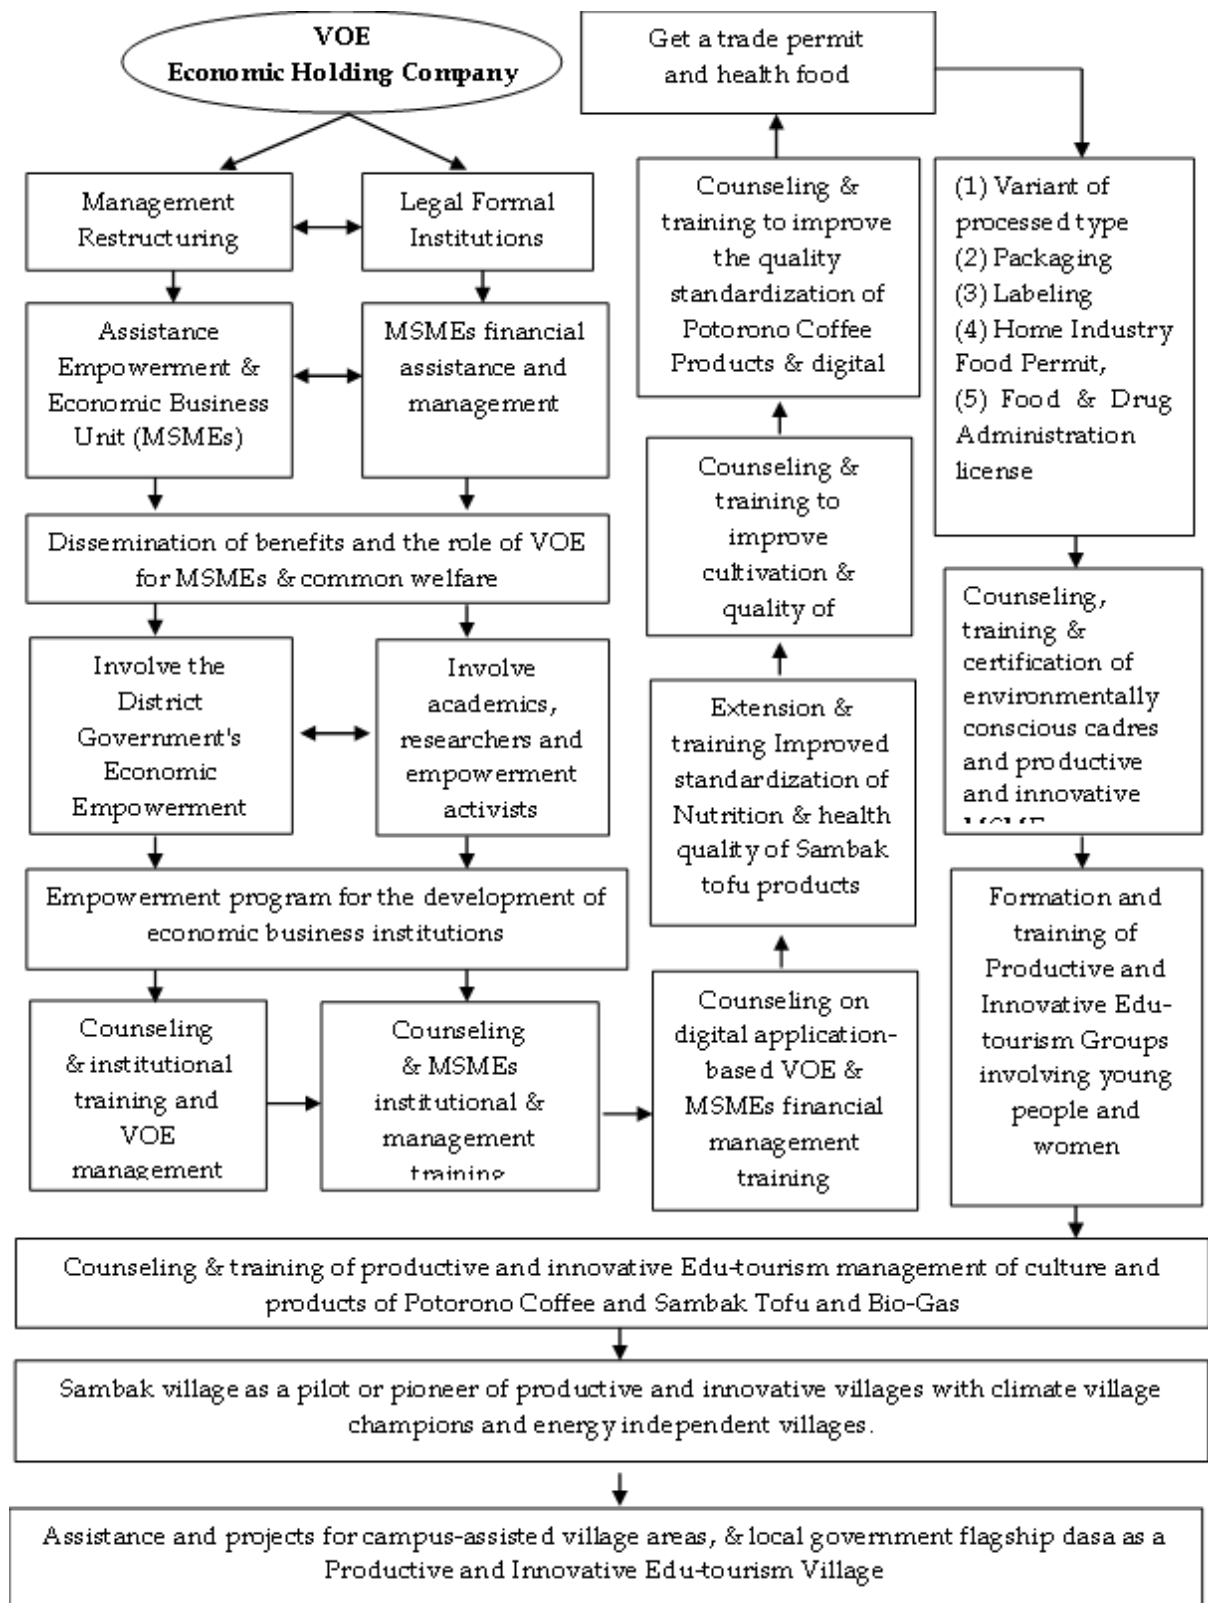 VOE
Economic Holding Company
Management
Restructuring
Legal Formal
Institutions
Assistance
Empowerment &
Economic Business
Unit (MSMEs)
MSMEs financial
assistance and
management
Dissemination of benefits and the role of VOE
for MSMEs & common welfare
Involve the
District
Government's
Economic
Empowerment
Involve
academics,
researchers and
empowerment
activists
Empowerment program for the development of
economic business institutions
Counseling
& institutional
training and
VOE
management
Counseling
& MSMEs
institutional &
management
training
Counseling on
digital application-
based VOE &
MSMEs financial
management
training
Extension &
training Improved
standardization of
Nutrition & health
quality of Sambak
tofu products
Counseling &
training to
improve
cultivation &
quality of
Counseling &
training to improve
the quality
standardization of
Potorono Coffee
Products & digital
Get a trade permit
and health food
(1) Variant of
processed type
(2) Packaging
(3) Labeling
(4) Home Industry
Food Permit,
(5) Food & Drug
Administration
license
Counseling,
training &
certification of
environmentally
conscious cadres
and productive
and innovative
Formation and
training of
Productive and
Innovative Edu-
tourism Groups
involving young
people and
women
Counseling & training of productive and innovative Edu-tourism management of culture and
products of Potorono Coffee and Sambak Tofu and Bio-Gas
Sambak village as a pilot or pioneer of productive and innovative villages with climate village
champions and energy independent villages.
Assistance and projects for campus-assisted village areas, & local government flagship dasa as a
Productive and Innovative Edu-tourism Village